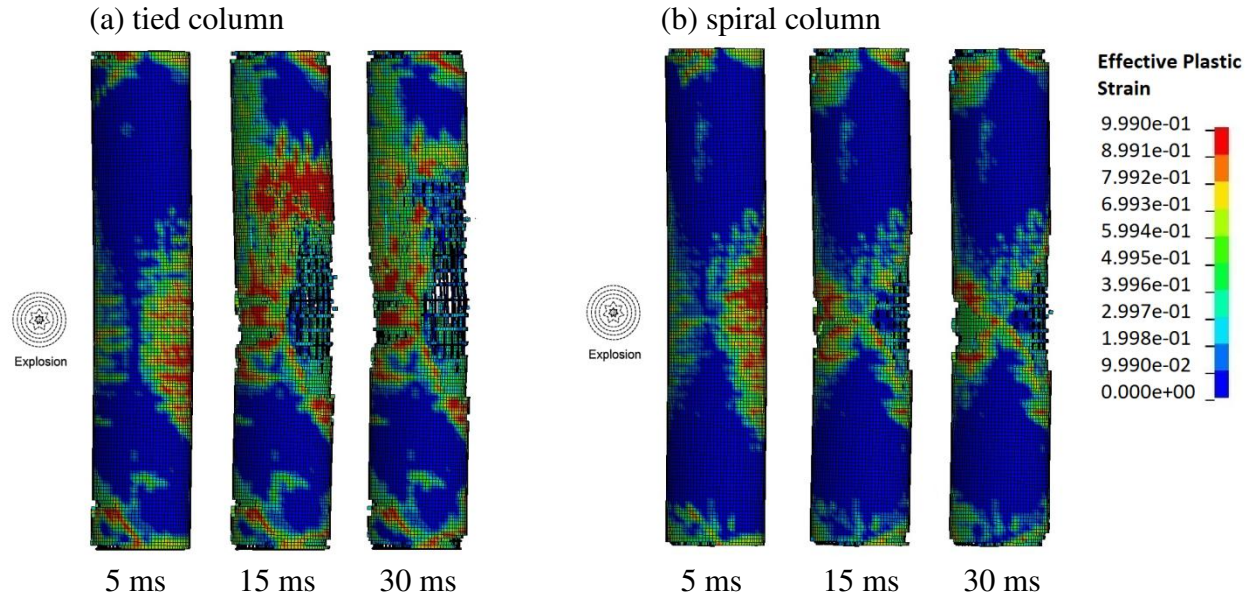 (a) tied column
(b) spiral column
Explosion
5 ms
15 ms
30 ms
Explosion
5 ms
15 ms
30 ms
Effective Plastic
Strain
9.990e-01
8.991e-01
7.992e-01
6.993e-01
5.994e-01
4.995e-01
3.996e-01
2.997e-01
1.998e-01
9.990e-02
0.000e+00